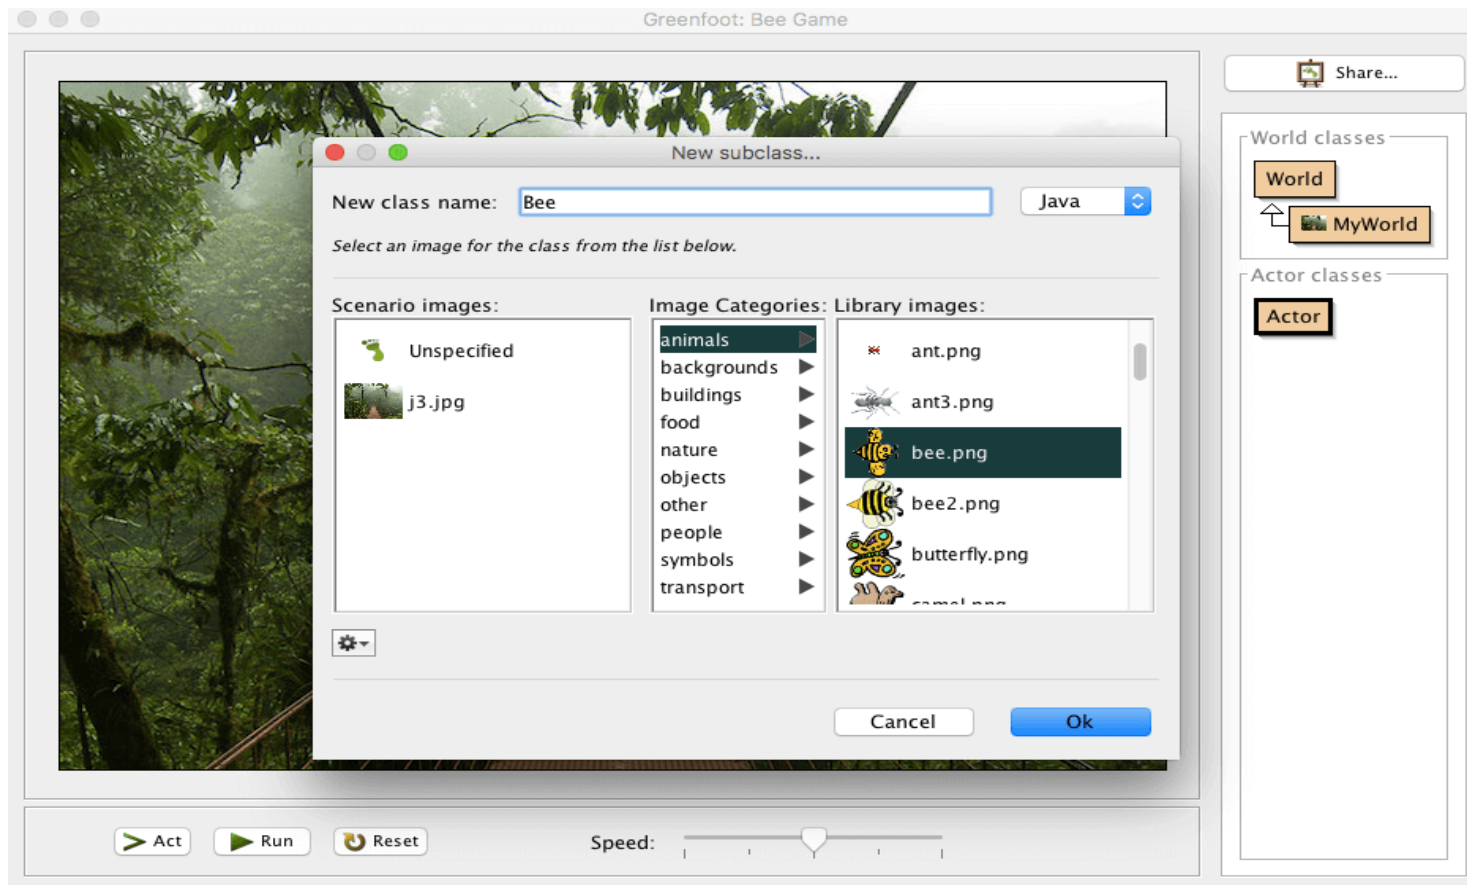 Greenfoot: Bee Game
Share...
World classes
World
MyWorld
Actor classes
Actor
New subclass...
New class name: Bee Java
Select an image for the class from the list below.
Scenario images:
Unspecified
j3.jpg
Image Categories:
animals
backgrounds
buildings
food
nature
objects
other
people
symbols
transport
Library images:
ant.png
ant3.png
bee.png
bee2.png
butterfly.png
camel.png
Cancel Ok
Act Run Reset Speed: